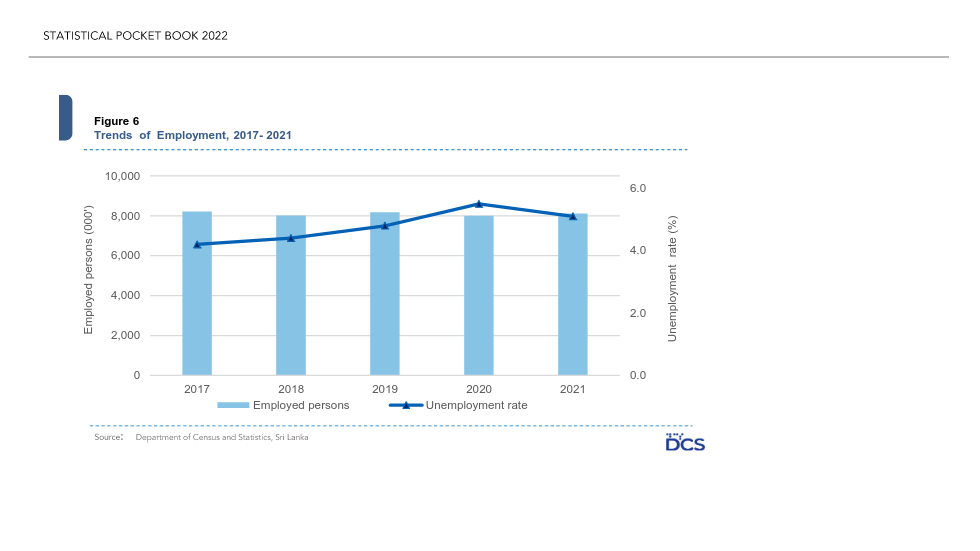 STATISTICAL POCKET BOOK 2022
Figure 6
Trends of Employment, 2017- 2021
10,000
8,000
6,000
4,000
2,000
0
Employed persons (000')
6.0
4.0
2.0
0.0
Unemployment rate (%)
2017 2018 2019 2020 2021
Employed persons Unemployment rate
Source: Department of Census and Statistics, Sri Lanka
DCS